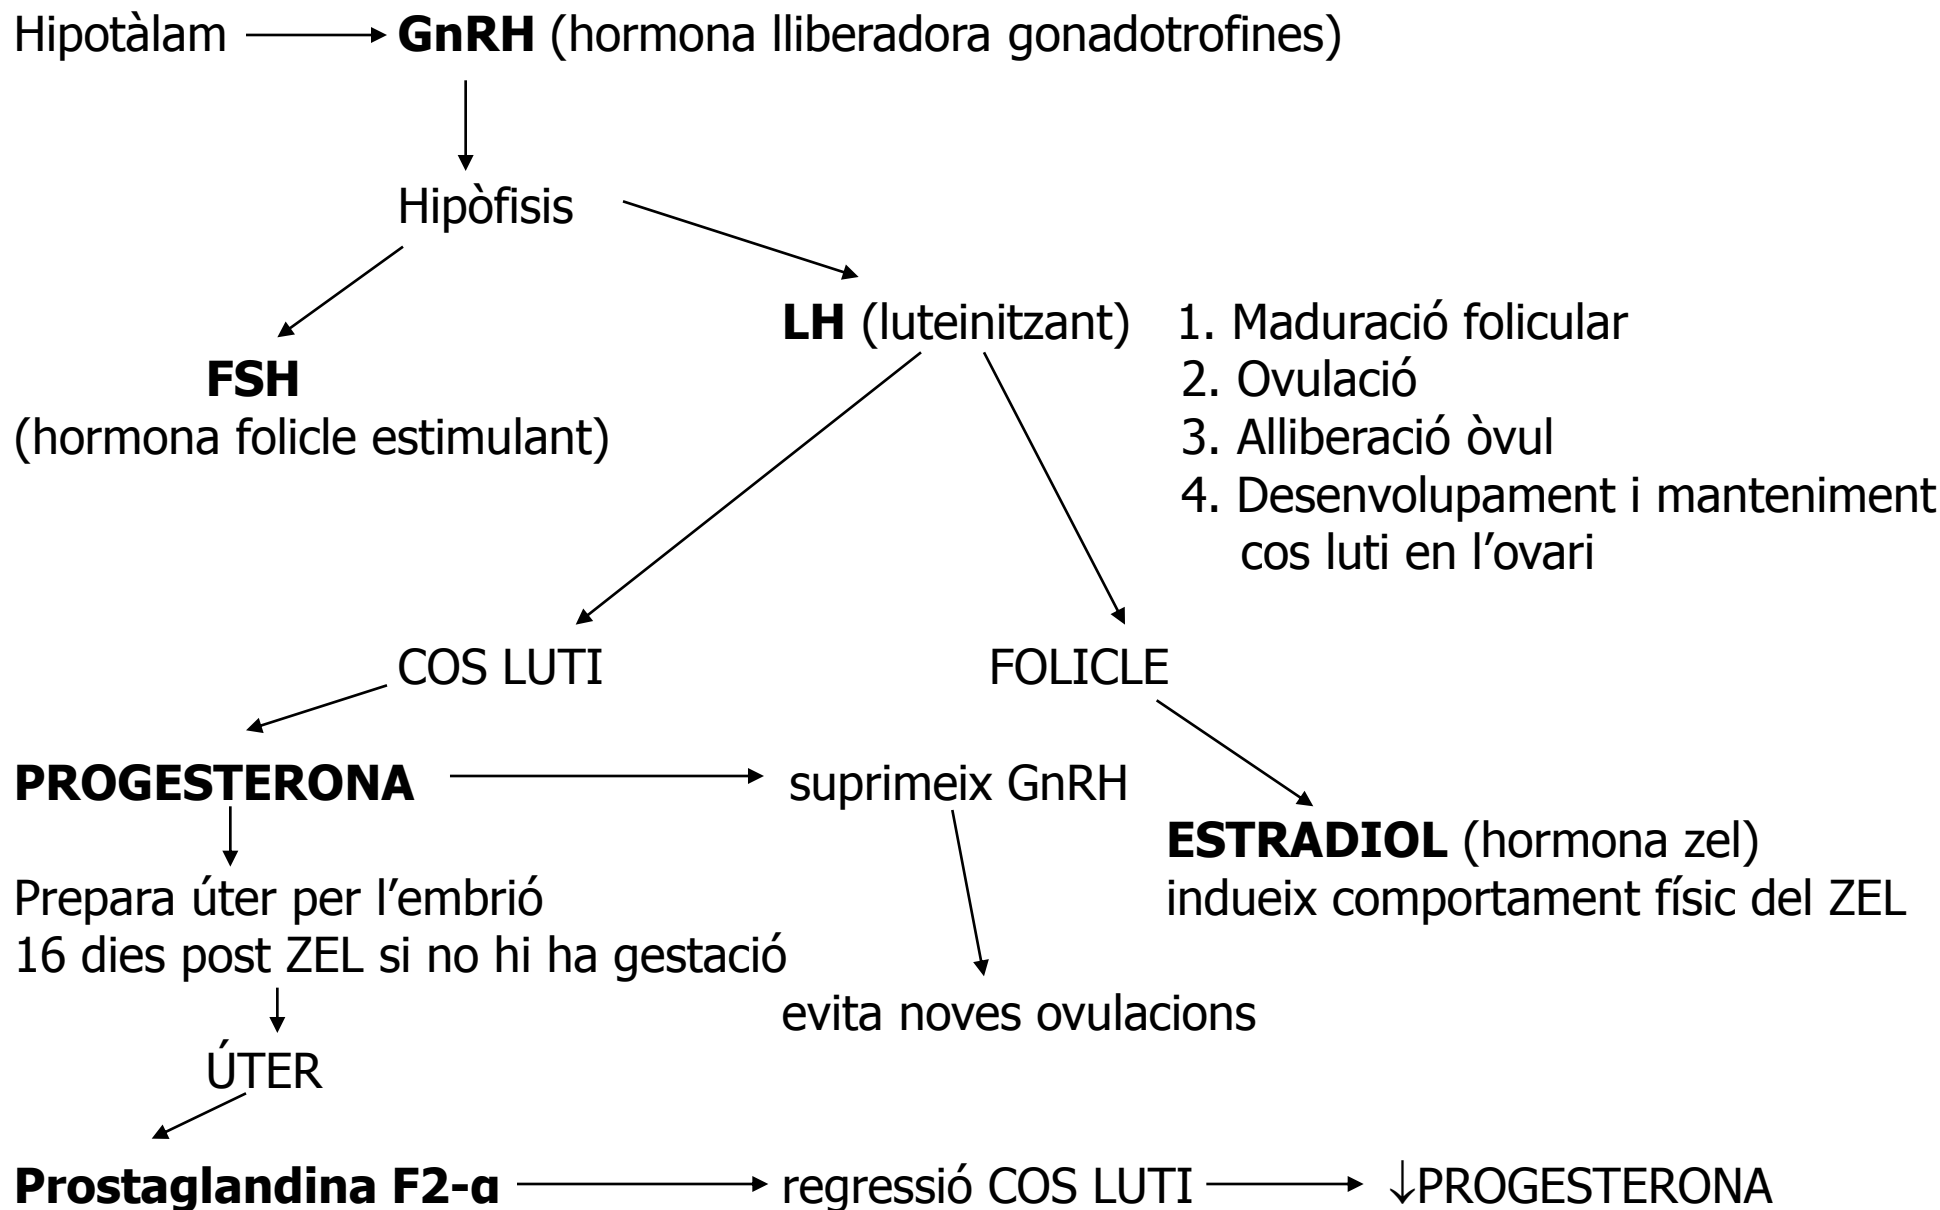 Hipotàlam GnRH (hormona lliberadora gonadotrofines)
Hipòfisis
LH (luteinitzant)
1. Maduració folicular
2. Ovulació
3. Alliberació òvul
4. Desenvolupament i manteniment
cos luti en l’ovari
FSH
(hormona folicle estimulant)
COS LUTI
FOLICLE
PROGESTERONA
suprimeix GnRH
ESTRADIOL (hormona zel)
indueix comportament físic del ZEL
Prepara úter per l’embrió
16 dies post ZEL si no hi ha gestació
evita noves ovulacions
ÚTER
Prostaglandina F2-α regressió COS LUTI ↓PROGESTERONA